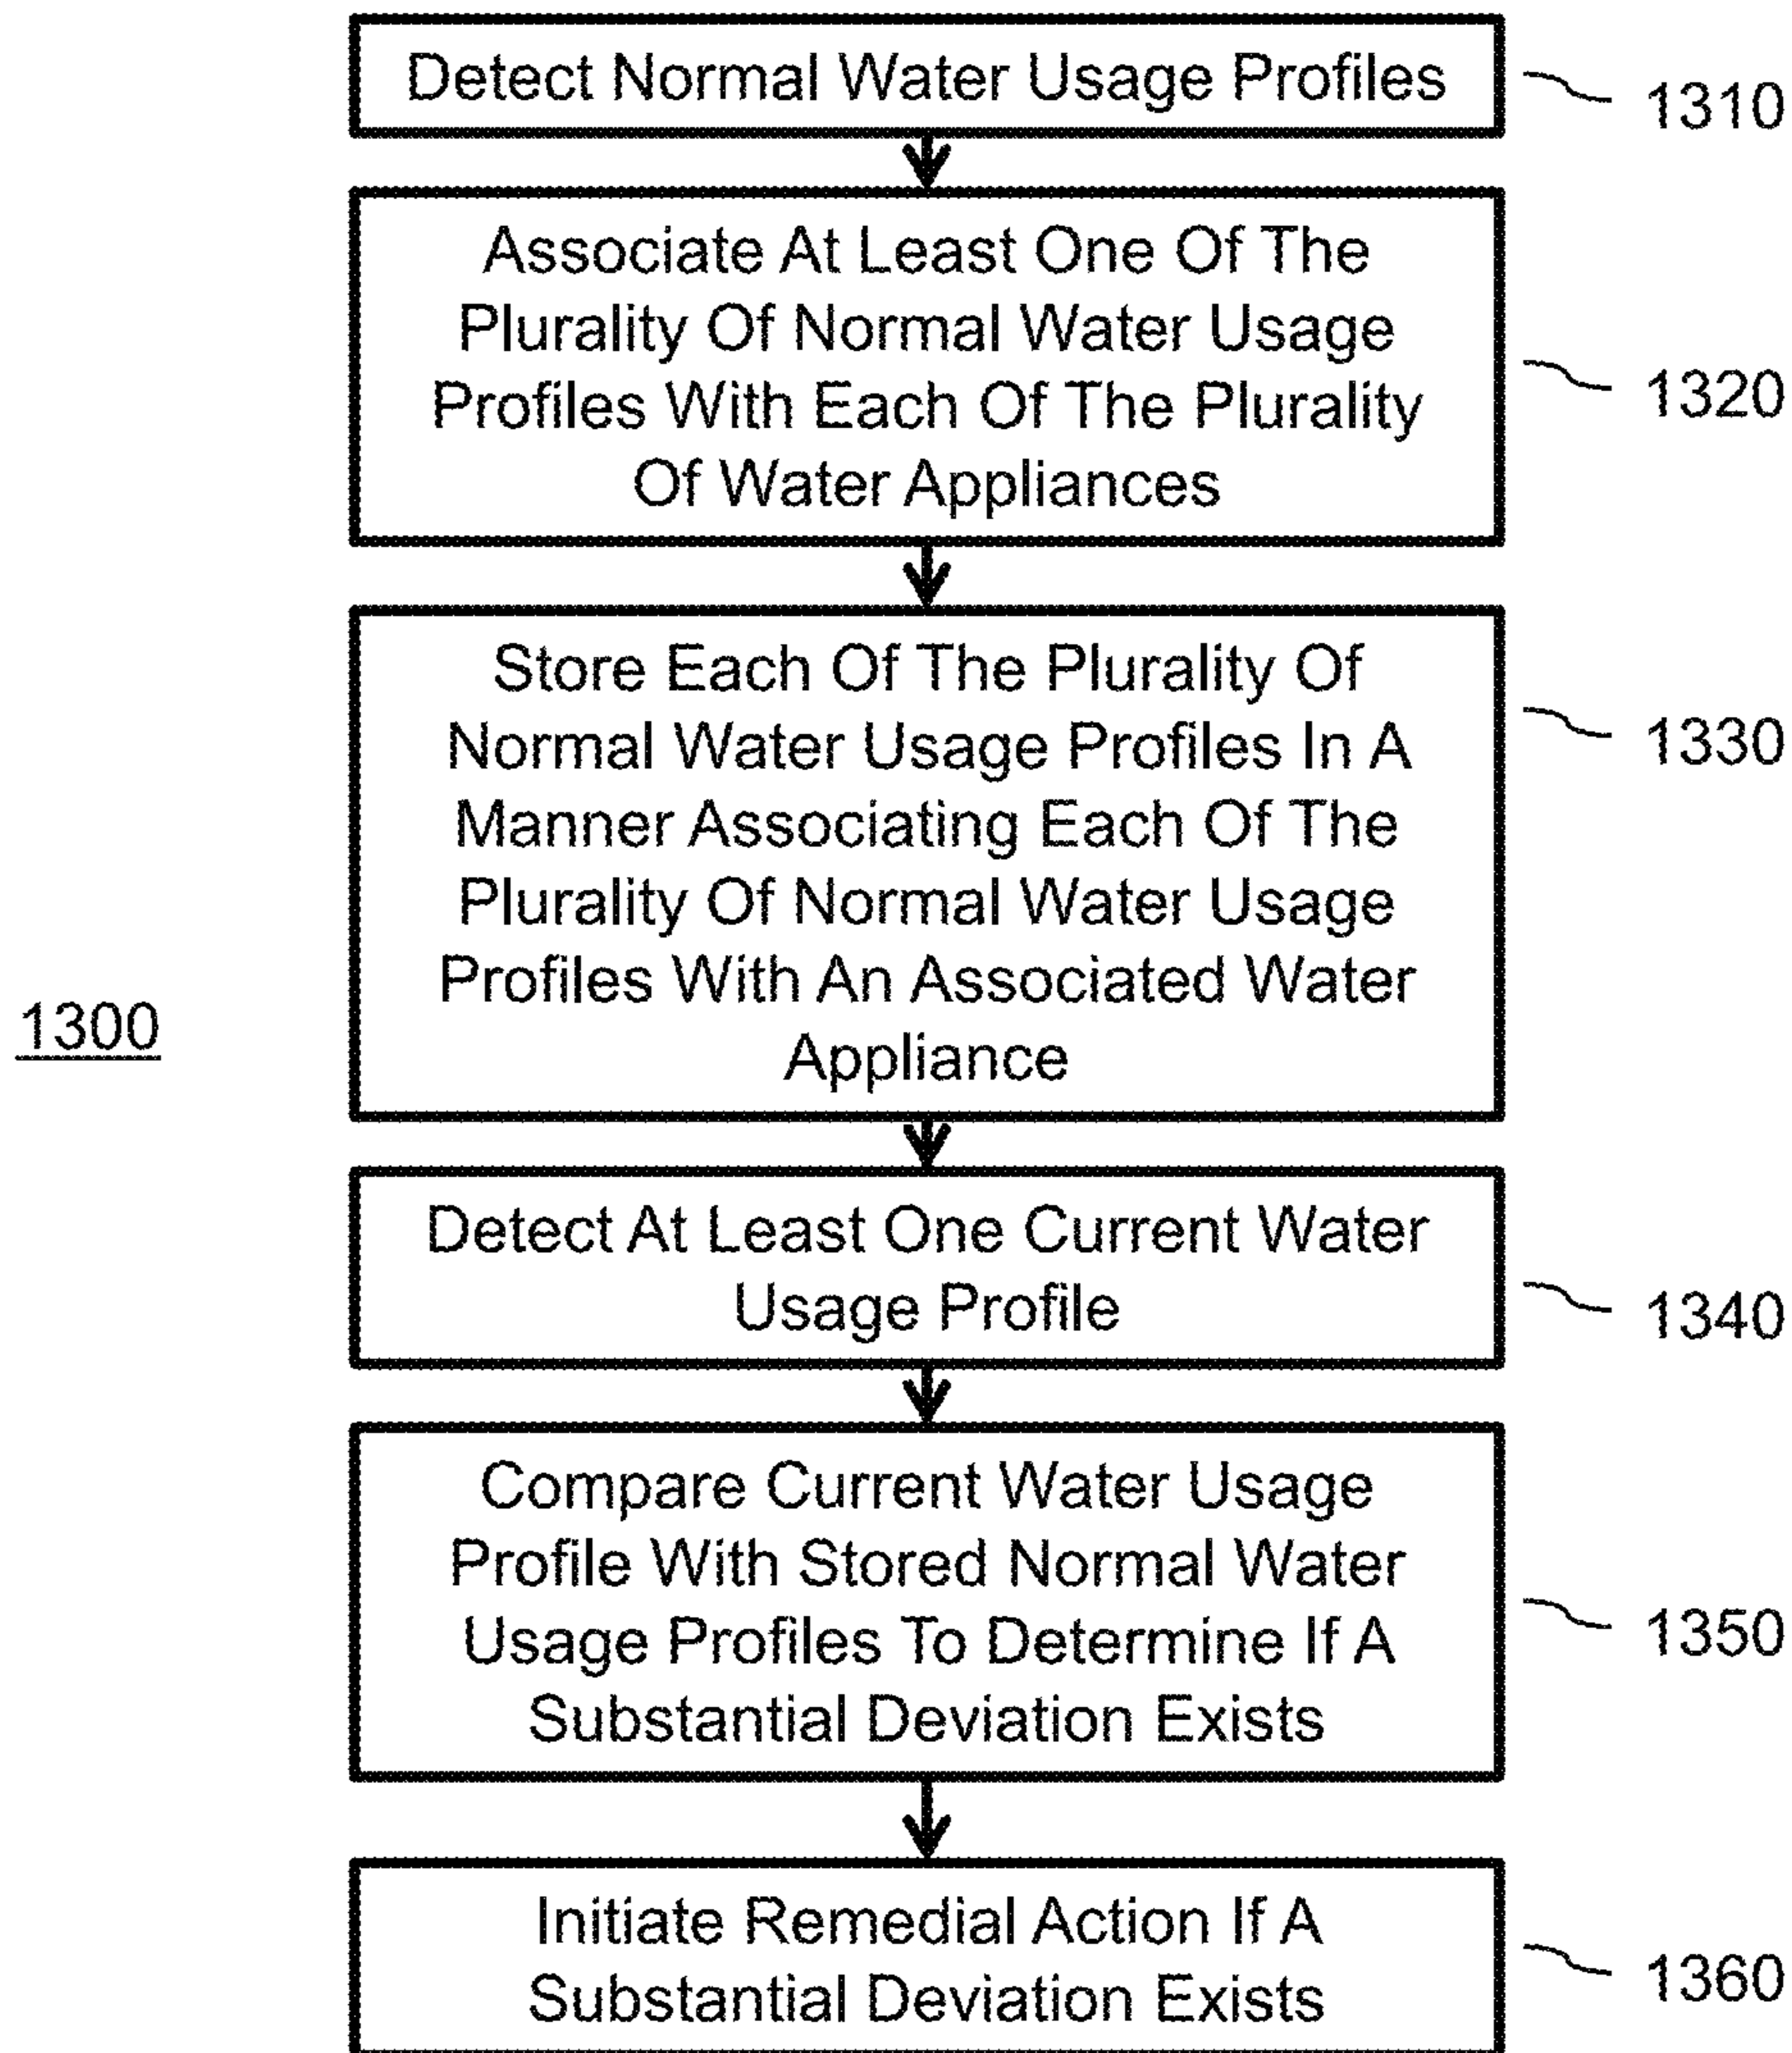 Detect Normal Water Usage Profiles
1310
Associate At Least One Of The
Plurality Of Normal Water Usage
Profiles With Each Of The Plurality
Of Water Appliances
1320
Store Each Of The Plurality Of
Normal Water Usage Profiles In A
Manner Associating Each Of The
Plurality Of Normal Water Usage
Profiles With An Associated Water
Appliance
1330
1300
Detect At Least One Current Water
Usage Profile
1340
Compare Current Water Usage
Profile With Stored Normal Water
Usage Profiles To Determine If A
Substantial Deviation Exists
1350
Initiate Remedial Action If A
Substantial Deviation Exists
1360